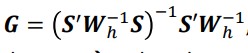 G = (S′W_h^{-1}S)^{-1} S′W_h^{-1},